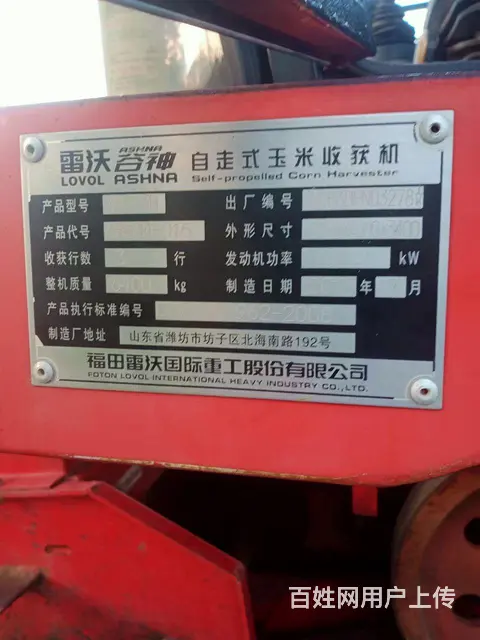 雷沃 谷神 ASHNA 自走式玉米收获机
LOVOL ASHNA Self-propelled Corn Harvester
产品型号 出厂编号
产品代号 外形尺寸
收获行数 3 行 发动机功率 kW
整机质量 kg 制造日期 年 月
产品执行标准编号
制造厂地址 山东省潍坊市坊子区北海南路192号
福田雷沃国际重工股份有限公司
FOTON LOVOL INTERNATIONAL HEAVY INDUSTRY CO.,LTD.
百姓网用户上传